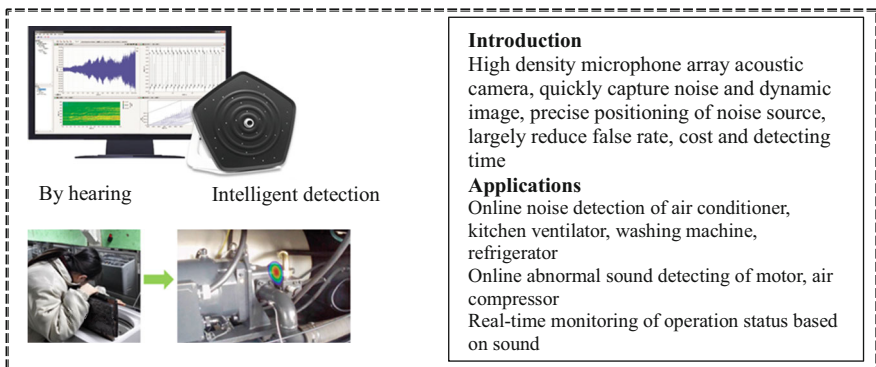 By hearing
Intelligent detection
Introduction
High density microphone array acoustic
camera, quickly capture noise and dynamic
image, precise positioning of noise source,
largely reduce false rate, cost and detecting
time
Applications
Online noise detection of air conditioner,
kitchen ventilator, washing machine,
refrigerator
Online abnormal sound detecting of motor, air
compressor
Real-time monitoring of operation status based
on sound